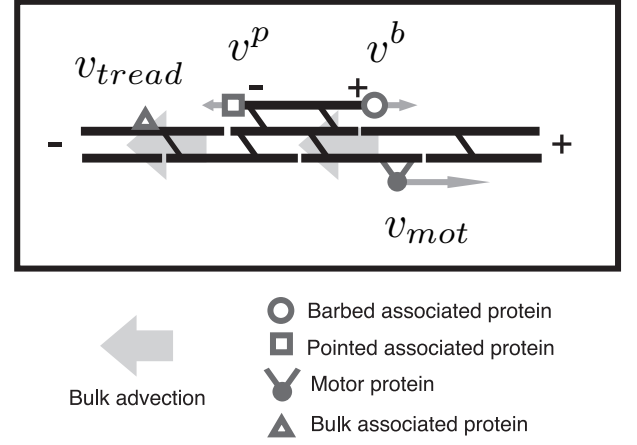 v^p v^b
v_tread
- +
- +
v_mot
Barbed associated protein
Pointed associated protein
Motor protein
Bulk advection
Bulk associated protein